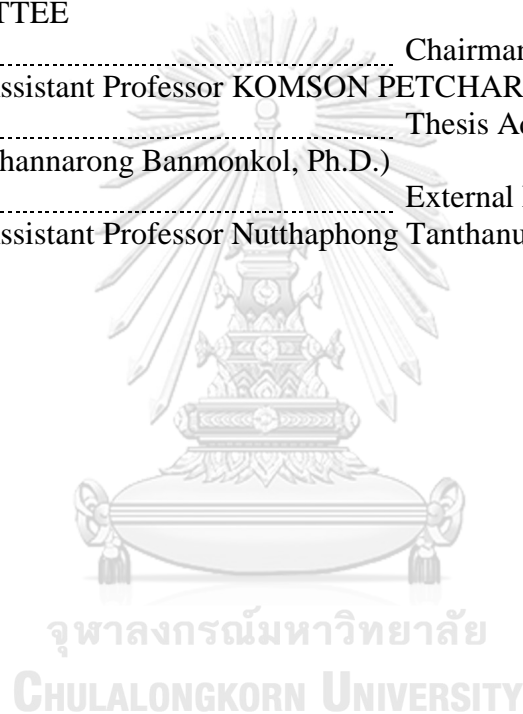 TTEE
Chairman
ssistant Professor KOMSON PETCHAR
Thesis Ad
hannarong Banmonkol, Ph.D.)
External
ssistant Professor Nutthaphong Tanthanu
จุฬาลงกรณ์มหาวิทยาลัย
CHULALONGKORN UNIVERSITY